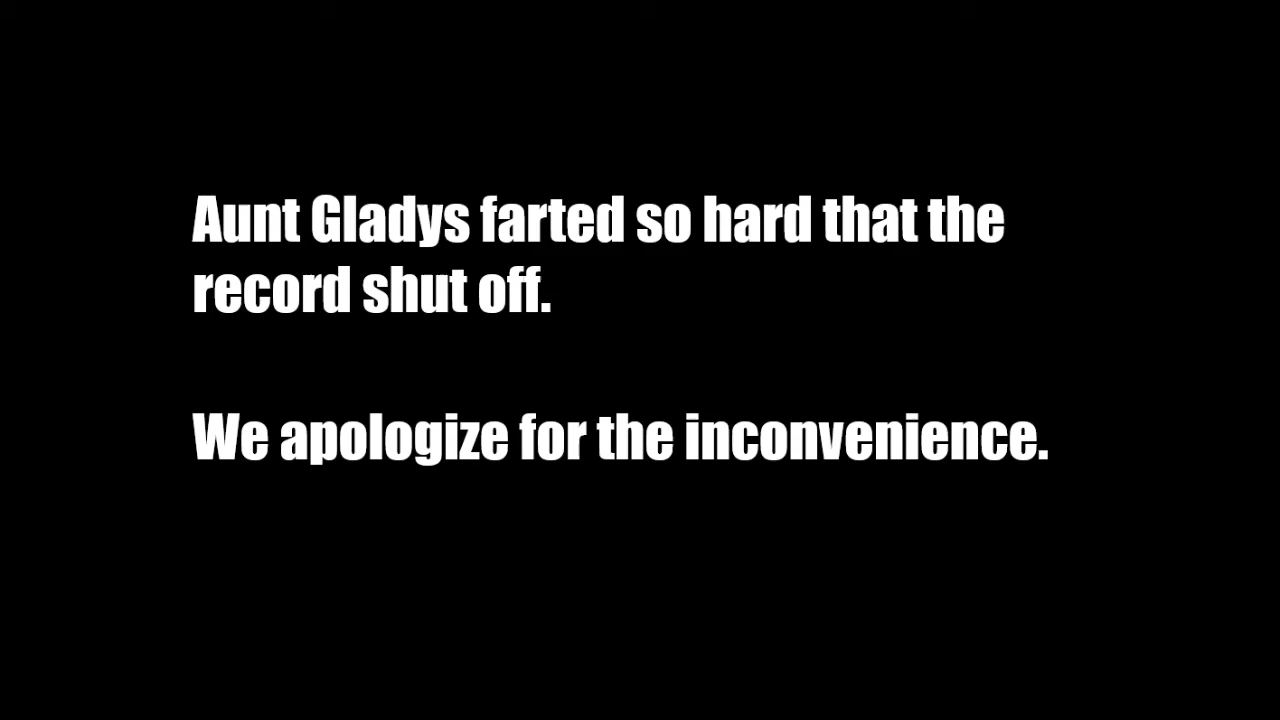 Aunt Gladys farted so hard that the
record shut off.
We apologize for the inconvenience.